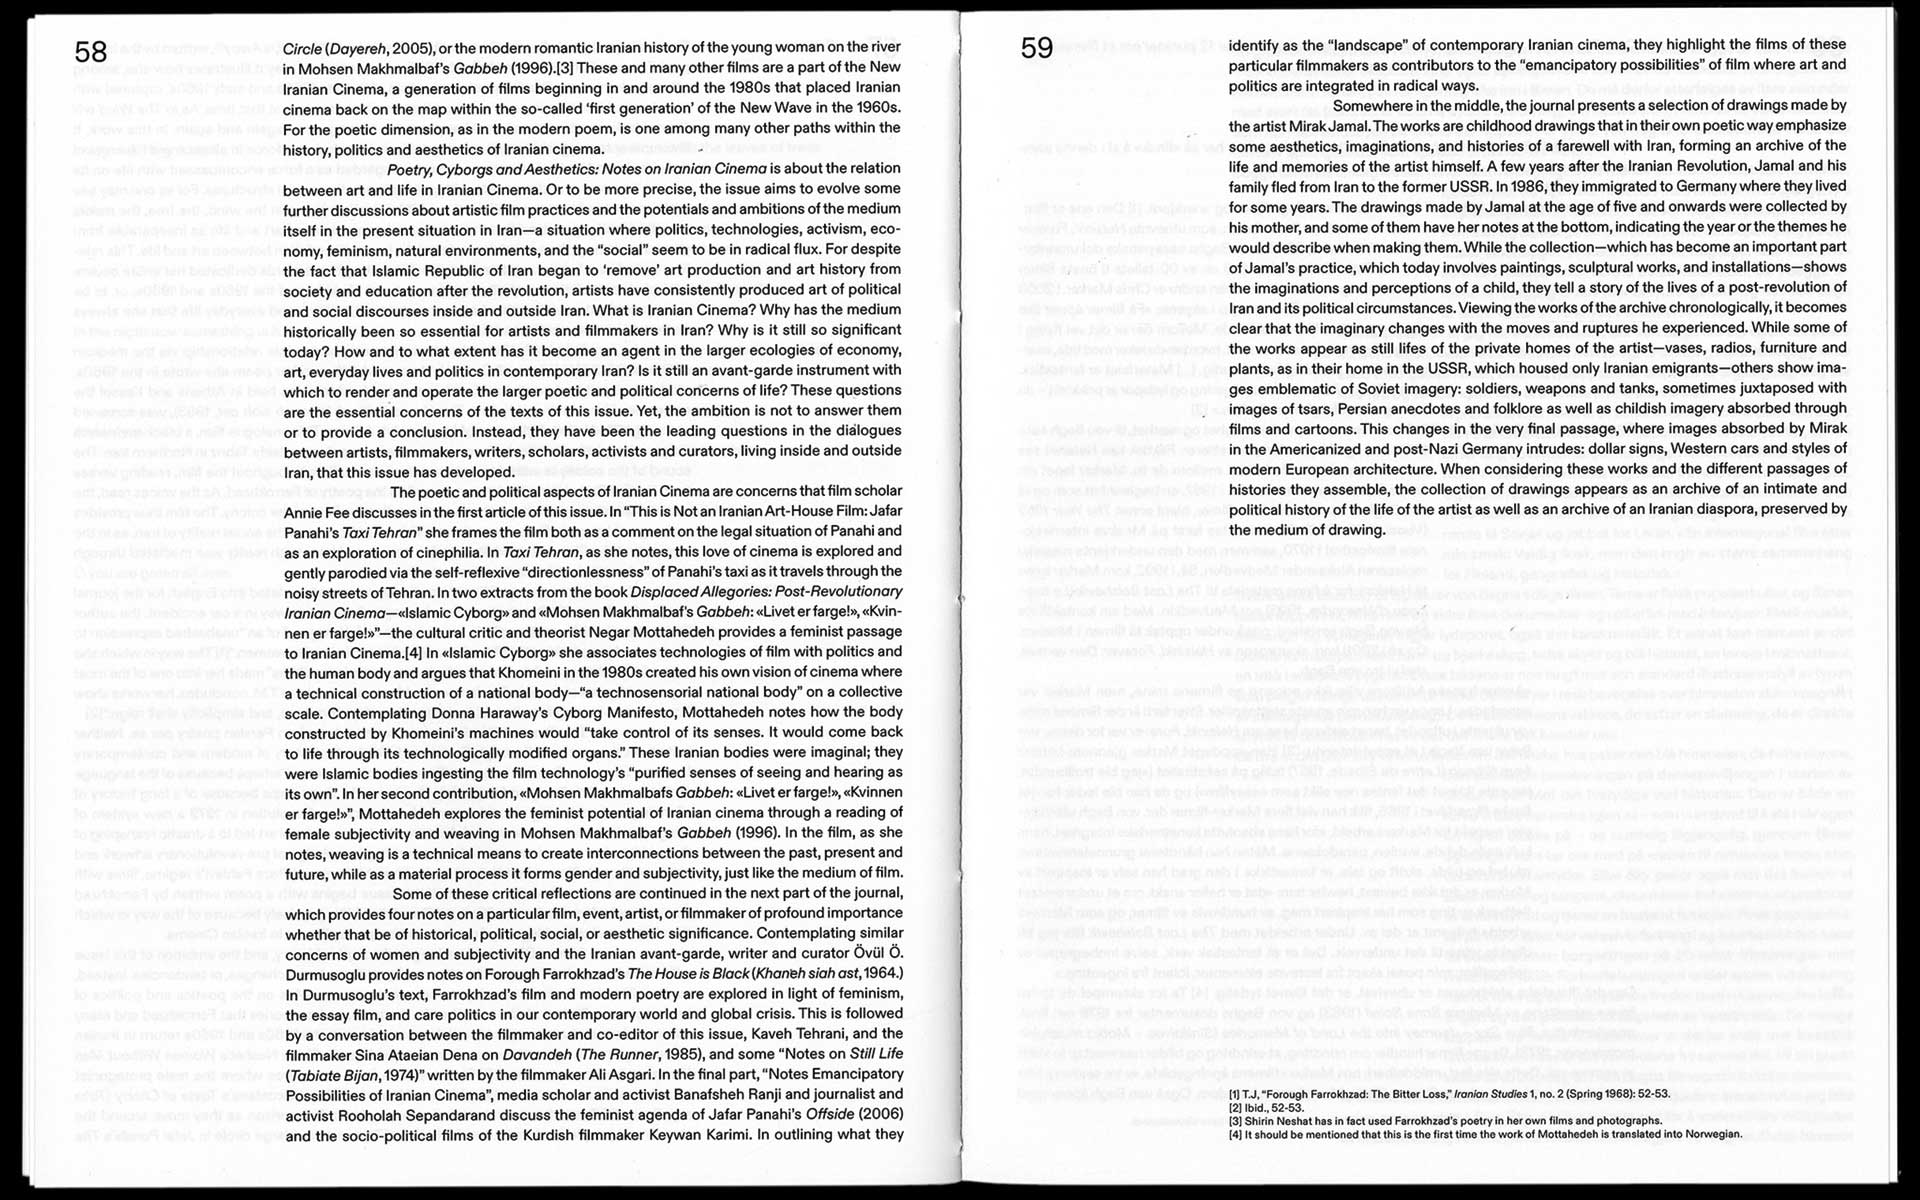 58
Circle (Dayereh, 2005), or the modern romantic Iranian history of the young woman on the river
in Mohsen Makhmalbaf’s Gabbeh (1996).[3] These and many other films are a part of the New
Iranian Cinema, a generation of films beginning in and around the 1980s that placed Iranian
cinema back on the map within the so-called ‘first generation’ of the New Wave in the 1960s.
For the poetic dimension, as in the modern poem, is one among many other paths within the
history, politics and aesthetics of Iranian cinema.
Poetry, Cyborgs and Aesthetics: Notes on Iranian Cinema is about the relation
between art and life in Iranian Cinema. Or to be more precise, the issue aims to evolve some
further discussions about artistic film practices and the potentials and ambitions of the medium
itself in the present situation in Iran—a situation where politics, technologies, activism, eco-
nomy, feminism, natural environments, and the “social” seem to be in radical flux. For despite
the fact that Islamic Republic of Iran began to ‘remove’ art production and art history from
society and education after the revolution, artists have consistently produced art of political
and social discourses inside and outside Iran. What is Iranian Cinema? Why has the medium
historically been so essential for artists and filmmakers in Iran? Why is it still so significant
today? How and to what extent has it become an agent in the larger ecologies of economy,
art, everyday lives and politics in contemporary Iran? Is it still an avant-garde instrument with
which to render and operate the larger poetic and political concerns of life? These questions
are the essential concerns of the texts of this issue. Yet, the ambition is not to answer them
or to provide a conclusion. Instead, they have been the leading questions in the dialogues
between artists, filmmakers, writers, scholars, activists and curators, living inside and outside
Iran, that this issue has developed.
The poetic and political aspects of Iranian Cinema are concerns that film scholar
Annie Fee discusses in the first article of this issue. In “This is Not an Iranian Art-House Film: Jafar
Panahi’s Taxi Tehran” she frames the film both as a comment on the legal situation of Panahi and
as an exploration of cinephilia. In Taxi Tehran, as she notes, this love of cinema is explored and
gently parodied via the self-reflexive “directionlessness” of Panahi’s taxi as it travels through the
noisy streets of Tehran. In two extracts from the book Displaced Allegories: Post-Revolutionary
Iranian Cinema—«Islamic Cyborg» and «Mohsen Makhmalbaf’s Gabbeh: «Livet er farge!», «Kvin-
nen er farge!»”—the cultural critic and theorist Negar Mottahedeh provides a feminist passage
to Iranian Cinema.[4] In «Islamic Cyborg» she associates technologies of film with politics and
the human body and argues that Khomeini in the 1980s created his own vision of cinema where
a technical construction of a national body—“a technosensorial national body” on a collective
scale. Contemplating Donna Haraway’s Cyborg Manifesto, Mottahedeh notes how the body
constructed by Khomeini’s machines would “take control of its senses. It would come back
to life through its technologically modified organs.” These Iranian bodies were imaginal; they
were Islamic bodies ingesting the film technology’s “purified senses of seeing and hearing as
its own”. In her second contribution, «Mohsen Makhmalbafs Gabbeh: «Livet er farge!», «Kvinnen
er farge!»”, Mottahedeh explores the feminist potential of Iranian cinema through a reading of
female subjectivity and weaving in Mohsen Makhmalbaf’s Gabbeh (1996). In the film, as she
notes, weaving is a technical means to create interconnections between the past, present and
future, while as a material process it forms gender and subjectivity, just like the medium of film.
Some of these critical reflections are continued in the next part of the journal,
which provides four notes on a particular film, event, artist, or filmmaker of profound importance
whether that be of historical, political, social, or aesthetic significance. Contemplating similar
concerns of women and subjectivity and the Iranian avant-garde, writer and curator Övül Ö.
Durmusoglu provides notes on Forough Farrokhzad’s The House is Black (Khaneh siah ast, 1964.)
In Durmusoglu’s text, Farrokhzad’s film and modern poetry are explored in light of feminism,
the essay film, and care politics in our contemporary world and global crisis. This is followed
by a conversation between the filmmaker and co-editor of this issue, Kaveh Tehrani, and the
filmmaker Sina Ataeian Dena on Davandeh (The Runner, 1985), and some “Notes on Still Life
(Tabiate Bijan, 1974)” written by the filmmaker Ali Asgari. In the final part, “Notes Emancipatory
Possibilities of Iranian Cinema”, media scholar and activist Banafsheh Ranji and journalist and
activist Rooholah Sepandarand discuss the feminist agenda of Jafar Panahi’s Offside (2006)
and the socio-political films of the Kurdish filmmaker Keywan Karimi. In outlining what they
59
identify as the “landscape” of contemporary Iranian cinema, they highlight the films of these
particular filmmakers as contributors to the “emancipatory possibilities” of film where art and
politics are integrated in radical ways.
Somewhere in the middle, the journal presents a selection of drawings made by
the artist Mirak Jamal. The works are childhood drawings that in their own poetic way emphasize
some aesthetics, imaginations, and histories of a farewell with Iran, forming an archive of the
life and memories of the artist himself. A few years after the Iranian Revolution, Jamal and his
family fled from Iran to the former USSR. In 1986, they immigrated to Germany where they lived
for some years. The drawings made by Jamal at the age of five and onwards were collected by
his mother, and some of them have her notes at the bottom, indicating the year or the themes he
would describe when making them. While the collection—which has become an important part
of Jamal’s practice, which today involves paintings, sculptural works, and installations—shows
the imaginations and perceptions of a child, they tell a story of the lives of a post-revolution of
Iran and its political circumstances. Viewing the works of the archive chronologically, it becomes
clear that the imaginary changes with the moves and ruptures he experienced. While some of
the works appear as still lifes of the private homes of the artist—vases, radios, furniture and
plants, as in their home in the USSR, which housed only Iranian emigrants—others show ima-
ges emblematic of Soviet imagery: soldiers, weapons and tanks, sometimes juxtaposed with
images of tsars, Persian anecdotes and folklore as well as childish imagery absorbed through
films and cartoons. This changes in the very final passage, where images absorbed by Mirak
in the Americanized and post-Nazi Germany intrudes: dollar signs, Western cars and styles of
modern European architecture. When considering these works and the different passages of
histories they assemble, the collection of drawings appears as an archive of an intimate and
political history of the life of the artist as well as an archive of an Iranian diaspora, preserved by
the medium of drawing.
[1] T.J, “Forough Farrokhzad: The Bitter Loss,” Iranian Studies 1, no. 2 (Spring 1968): 52-53.
[2] Ibid., 52-53.
[3] Shirin Neshat has in fact used Farrokhzad’s poetry in her own films and photographs.
[4] It should be mentioned that this is the first time the work of Mottahedeh is translated into Norwegian.